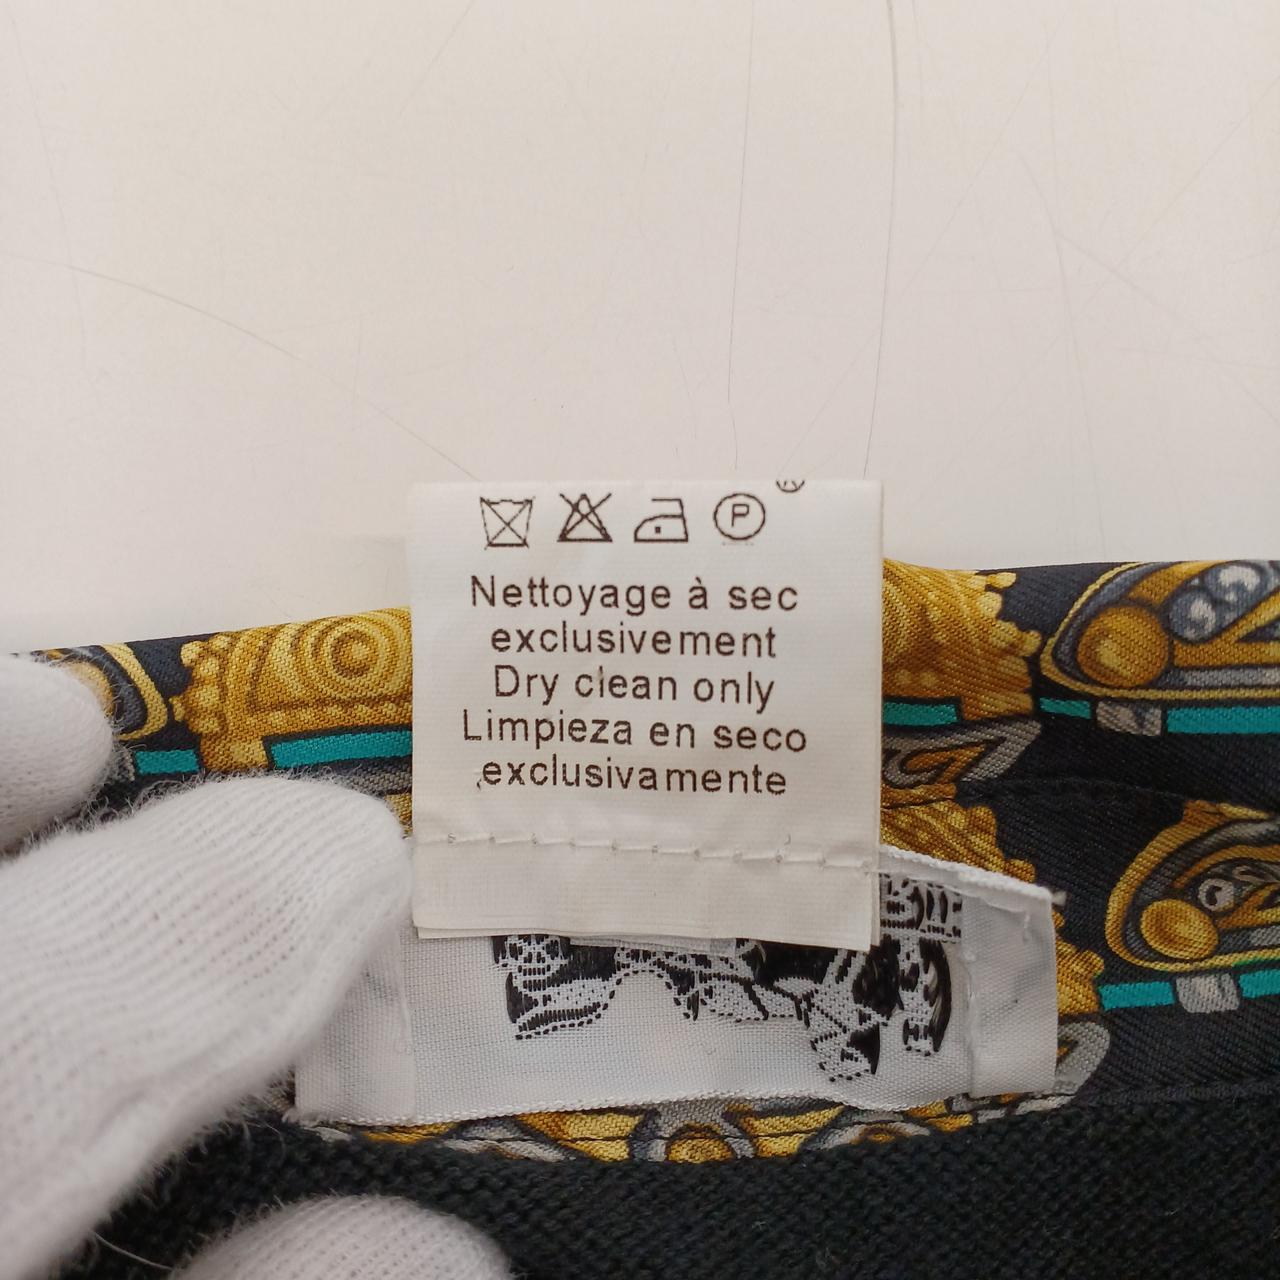 ®
P
Nettoyage à sec
exclusivement
Dry clean only
Limpieza en seco
exclusivamente